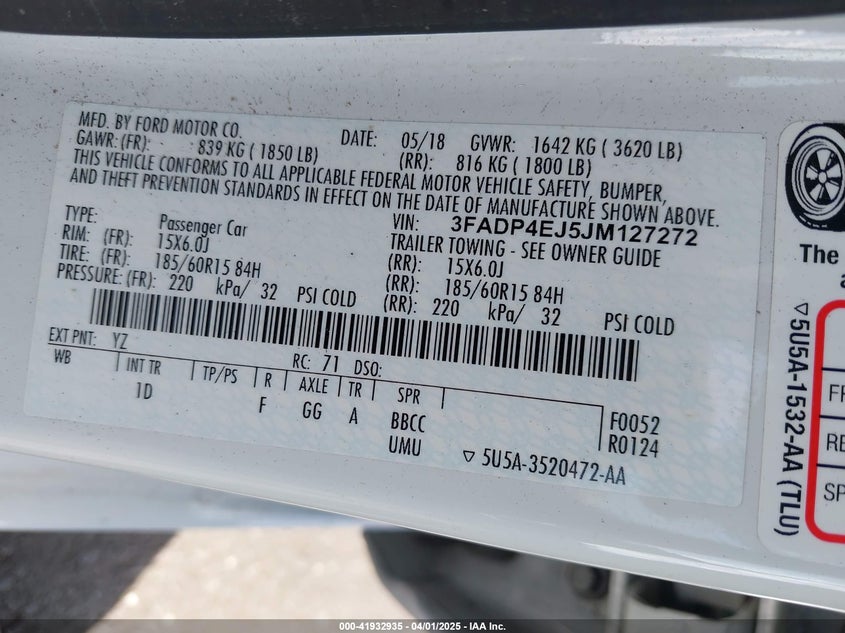 MFD. BY FORD MOTOR CO. DATE: 05/18 GVWR: 1642 KG ( 3620 LB)
GAWR: (FR): 839 KG ( 1850 LB) (RR): 816 KG ( 1800 LB)
THIS VEHICLE CONFORMS TO ALL APPLICABLE FEDERAL MOTOR VEHICLE SAFETY, BUMPER,
AND THEFT PREVENTION STANDARDS IN EFFECT ON THE DATE OF MANUFACTURE SHOWN ABOVE.
VIN: 3FADP4EJ5JM127272
TYPE: Passenger Car TRAILER TOWING - SEE OWNER GUIDE
RIM: (FR): 15X6.0J (RR): 15X6.0J
TIRE: (FR): 185/60R15 84H (RR): 185/60R15 84H
PRESSURE: (FR): 220 kPa/ 32 PSI COLD (RR): 220 kPa/ 32 PSI COLD
EXT PNT: YZ RC: 71 DSO:
WB INT TR TP/PS R AXLE TR SPR
1D F GG A BBCC F0052
UMU R0124
▽ 5U5A-3520472-AA
The
a
▽ 5U5A-1532-AA (TLU)
FR
RE
SP
000-41932935 - 04/01/2025 - IAA Inc.